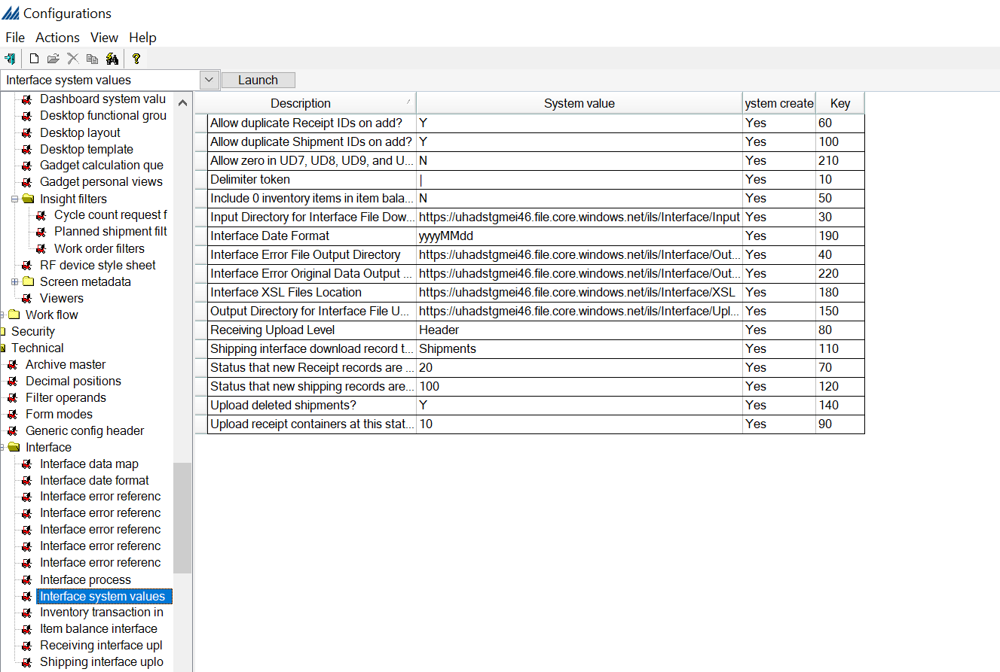 Configurations
File Actions View Help
Interface system values Launch
Dashboard system valu
Desktop functional grou
Desktop layout
Desktop template
Gadget calculation que
Gadget personal views
Insight filters
Cycle count request f
Planned shipment filt
Work order filters
RF device style sheet
Screen metadata
Viewers
Work flow
Security
Technical
Archive master
Decimal positions
Filter operands
Form modes
Generic config header
Interface
Interface data map
Interface date format
Interface error referenc
Interface error referenc
Interface error referenc
Interface error referenc
Interface error referenc
Interface process
Interface system values
Inventory transaction in
Item balance interface
Receiving interface upl
Shipping interface uplo
Description System value ystem create Key
Allow duplicate Receipt IDs on add? Y Yes 60
Allow duplicate Shipment IDs on add? Y Yes 100
Allow zero in UD7, UD8, UD9, and U... N Yes 210
Delimiter token | Yes 10
Include 0 inventory items in item bala... N Yes 50
Input Directory for Interface File Dow... https://uhadstgmei46.file.core.windows.net/ils/Interface/Input Yes 30
Interface Date Format yyyyMMdd Yes 190
Interface Error File Output Directory https://uhadstgmei46.file.core.windows.net/ils/Interface/Out... Yes 40
Interface Error Original Data Output ... https://uhadstgmei46.file.core.windows.net/ils/Interface/Out... Yes 220
Interface XSL Files Location https://uhadstgmei46.file.core.windows.net/ils/Interface/XSL Yes 180
Output Directory for Interface File U... https://uhadstgmei46.file.core.windows.net/ils/Interface/Upl... Yes 150
Receiving Upload Level Header Yes 80
Shipping interface download record t... Shipments Yes 110
Status that new Receipt records are ... 20 Yes 70
Status that new shipping records are... 100 Yes 120
Upload deleted shipments? Y Yes 140
Upload receipt containers at this stat... 10 Yes 90